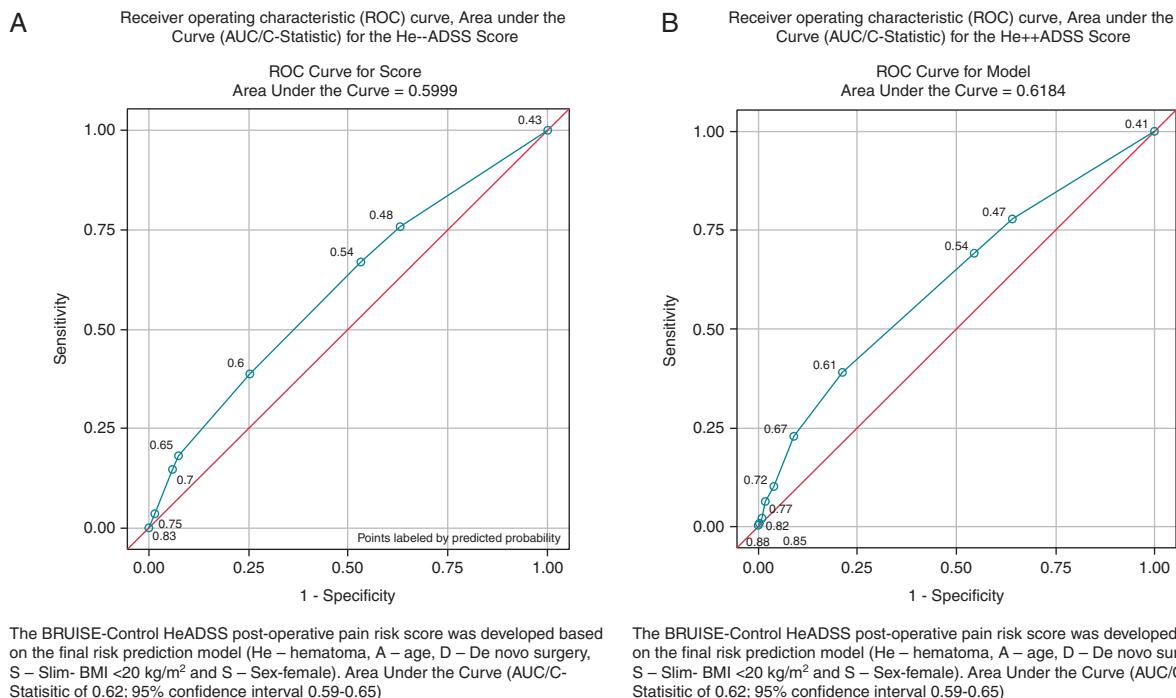 A
Receiver operating characteristic (ROC) curve, Area under the
Curve (AUC/C-Statistic) for the He--ADSS Score
ROC Curve for Score
Area Under the Curve = 0.5999
1.00
0.75
0.50
0.25
0.00
Sensitivity
0.43
0.48
0.54
0.6
0.65
0.7
0.75
0.83
Points labeled by predicted probability
0.00 0.25 0.50 0.75 1.00
1 - Specificity
The BRUISE-Control HeADSS post-operative pain risk score was developed based
on the final risk prediction model (He – hematoma, A – age, D – De novo surgery,
S – Slim- BMI <20 kg/m² and S – Sex-female). Area Under the Curve (AUC/C-
Statisitic of 0.62; 95% confidence interval 0.59-0.65)
B
Receiver operating characteristic (ROC) curve, Area under the
Curve (AUC/C-Statistic) for the He++ADSS Score
ROC Curve for Model
Area Under the Curve = 0.6184
1.00
0.75
0.50
0.25
0.00
Sensitivity
0.41
0.47
0.54
0.61
0.67
0.72
0.77
0.82
0.88 0.85
0.00 0.25 0.50 0.75 1.00
1 - Specificity
The BRUISE-Control HeADSS post-operative pain risk score was developed
on the final risk prediction model (He – hematoma, A – age, D – De novo sur
S – Slim- BMI <20 kg/m² and S – Sex-female). Area Under the Curve (AUC/C
Statisitic of 0.62; 95% confidence interval 0.59-0.65)